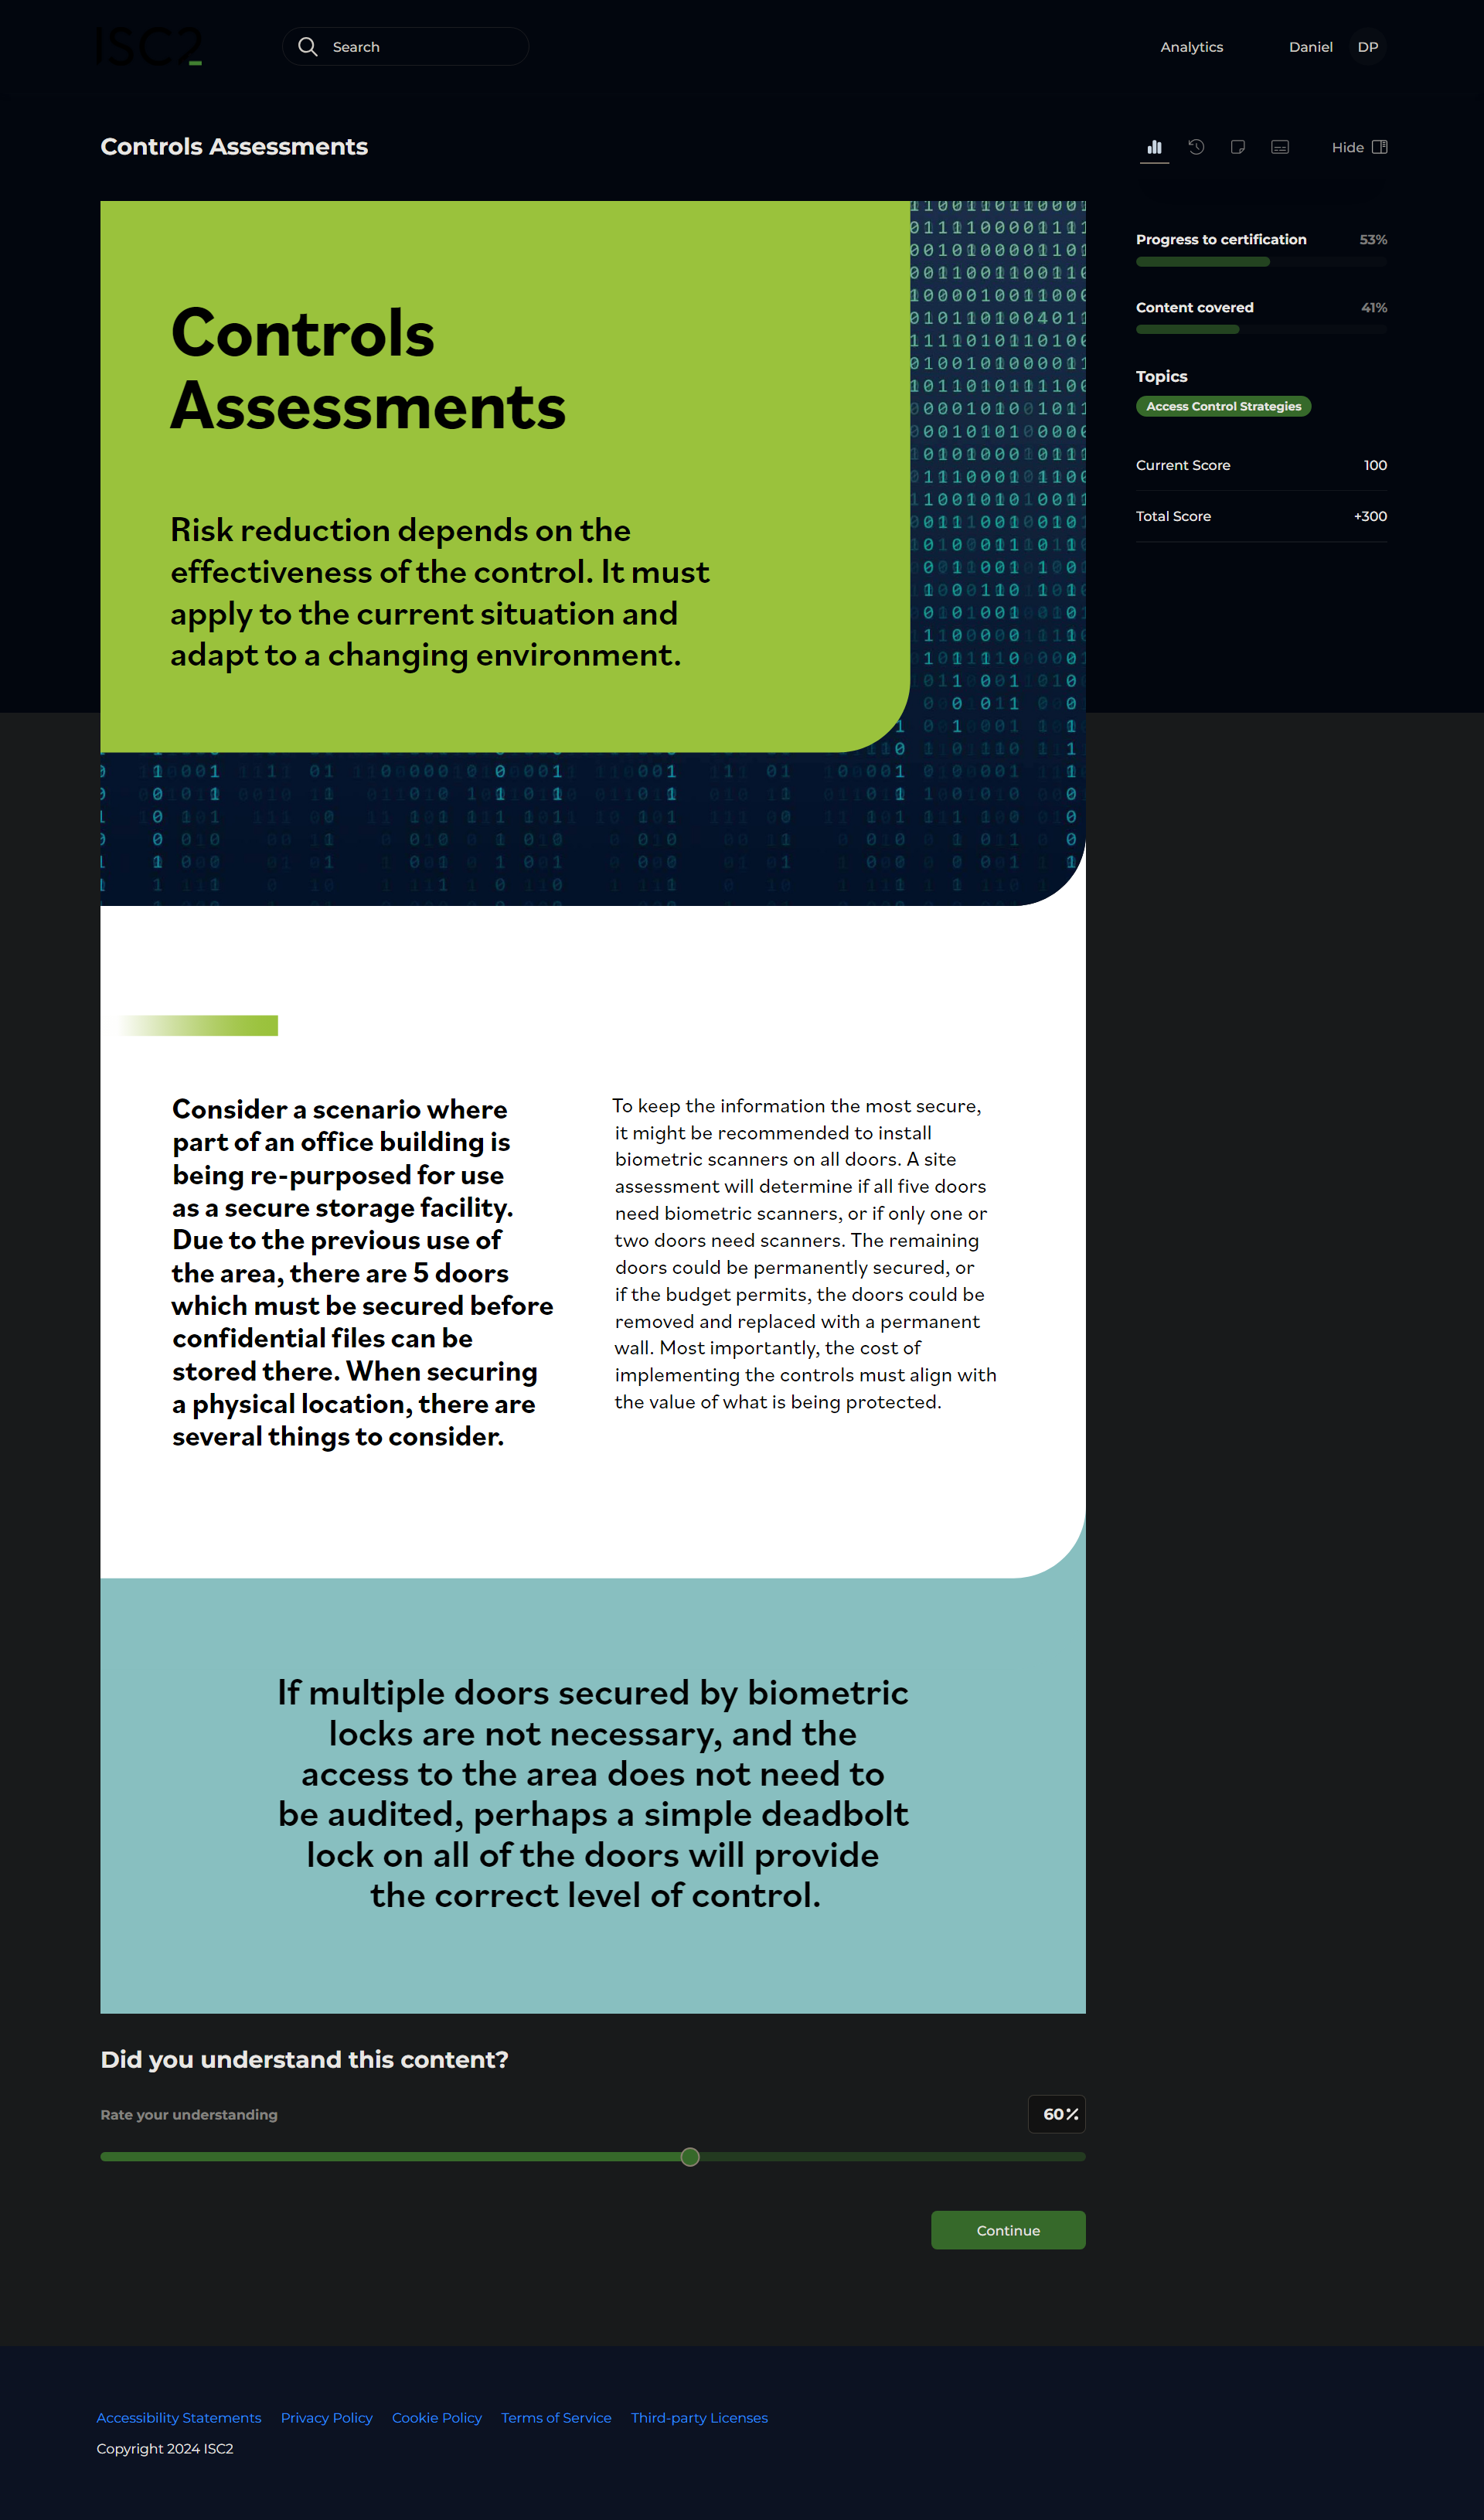 ISC2
Search
Analytics
Daniel
DP
Controls Assessments
Hide
Progress to certification 53%
Content covered 41%
Topics
Access Control Strategies
Current Score 100
Total Score +300
Controls
Assessments
Risk reduction depends on the
effectiveness of the control. It must
apply to the current situation and
adapt to a changing environment.
Consider a scenario where
part of an office building is
being re-purposed for use
as a secure storage facility.
Due to the previous use of
the area, there are 5 doors
which must be secured before
confidential files can be
stored there. When securing
a physical location, there are
several things to consider.
To keep the information the most secure,
it might be recommended to install
biometric scanners on all doors. A site
assessment will determine if all five doors
need biometric scanners, or if only one or
two doors need scanners. The remaining
doors could be permanently secured, or
if the budget permits, the doors could be
removed and replaced with a permanent
wall. Most importantly, the cost of
implementing the controls must align with
the value of what is being protected.
If multiple doors secured by biometric
locks are not necessary, and the
access to the area does not need to
be audited, perhaps a simple deadbolt
lock on all of the doors will provide
the correct level of control.
Did you understand this content?
Rate your understanding
60%
Continue
Accessibility Statements Privacy Policy Cookie Policy Terms of Service Third-party Licenses
Copyright 2024 ISC2